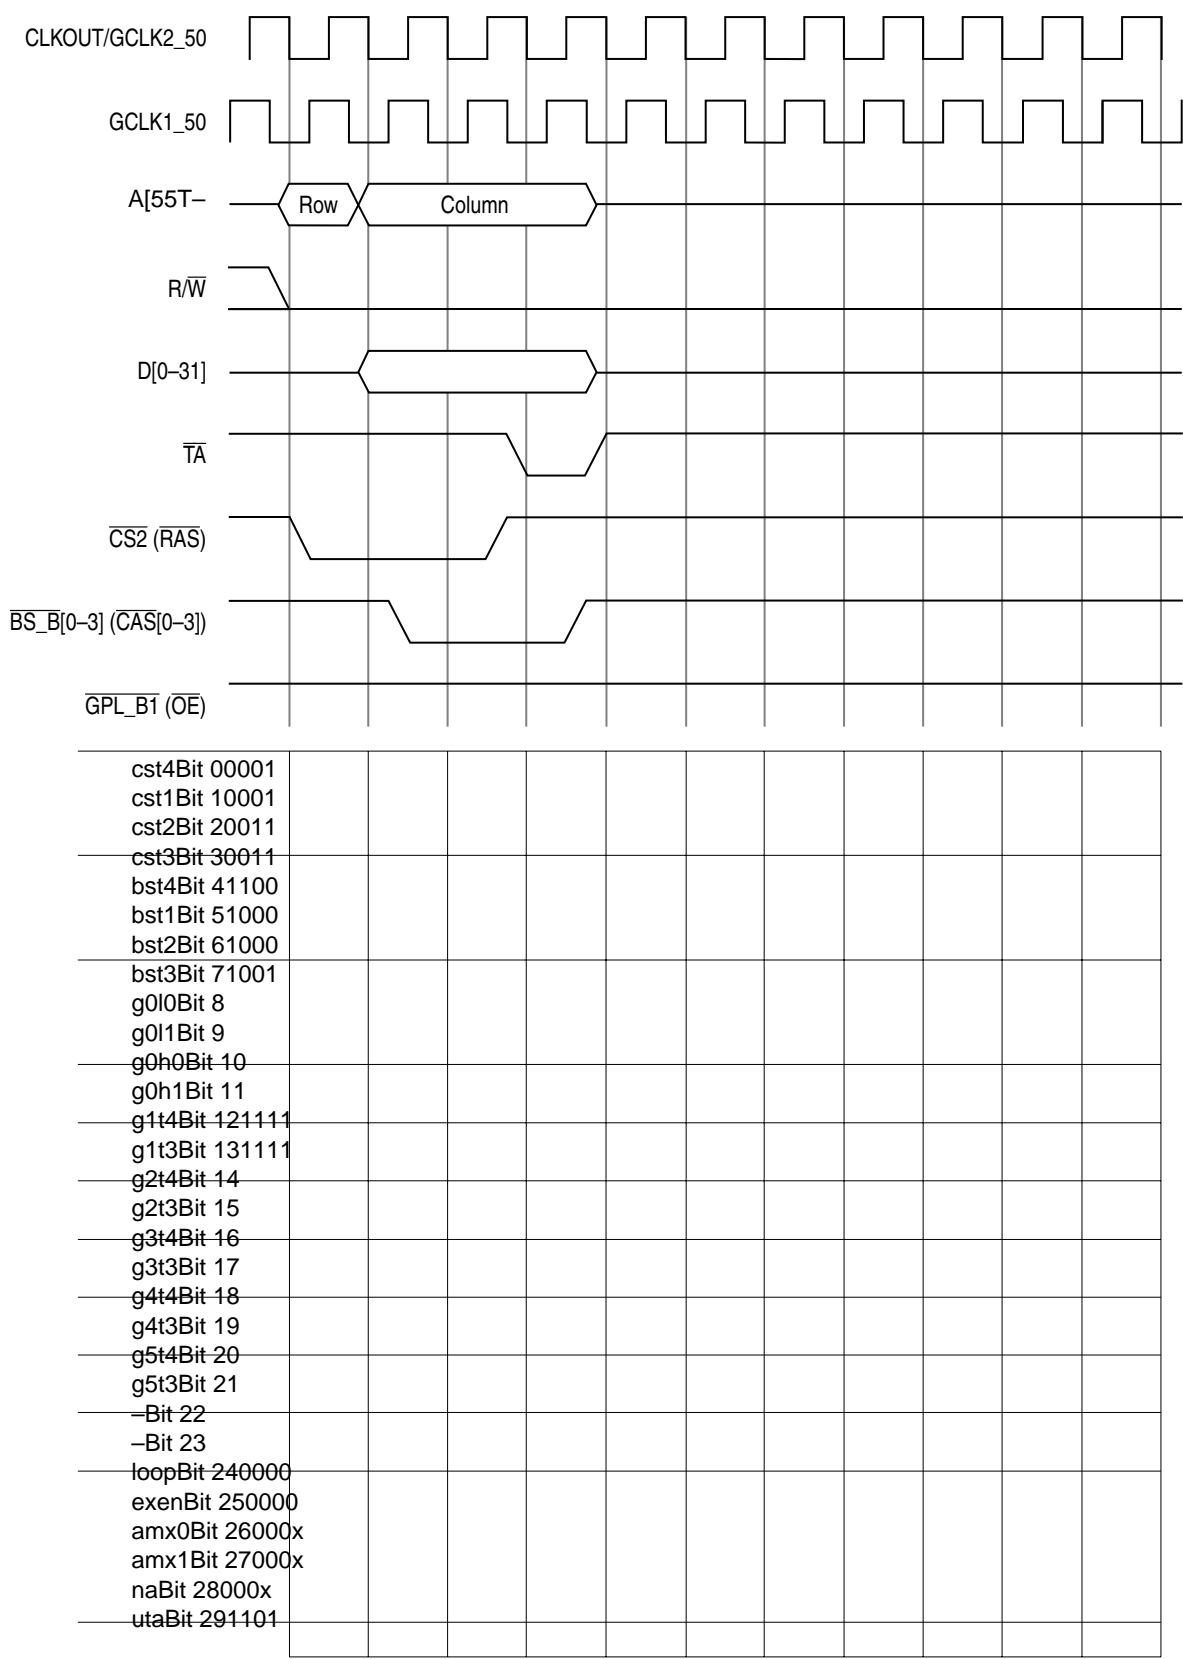 CLKOUT/GCLK2_50
GCLK1_50
A[55T–
Row
Column
R/W
D[0–31]
TA
CS2 (RAS)
BS_B[0–3] (CAS[0–3])
GPL_B1 (OE)
cst4Bit 00001
cst1Bit 10001
cst2Bit 20011
cst3Bit 30011
bst4Bit 41100
bst1Bit 51000
bst2Bit 61000
bst3Bit 71001
g0l0Bit 8
g0l1Bit 9
g0h0Bit 10
g0h1Bit 11
g1t4Bit 121111
g1t3Bit 131111
g2t4Bit 14
g2t3Bit 15
g3t4Bit 16
g3t3Bit 17
g4t4Bit 18
g4t3Bit 19
g5t4Bit 20
g5t3Bit 21
–Bit 22
–Bit 23
loopBit 240000
exenBit 250000
amx0Bit 26000x
amx1Bit 27000x
naBit 28000x
utaBit 291101